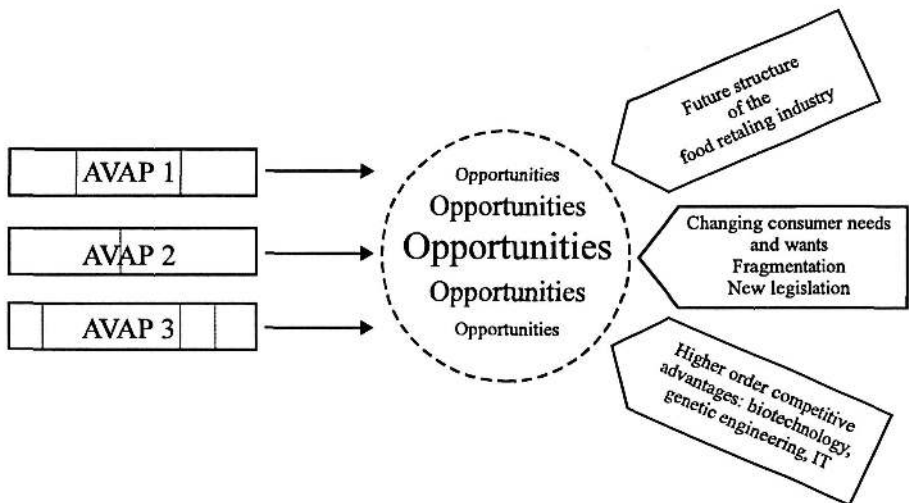 AVAP 1
AVAP 2
AVAP 3
Opportunities
Opportunities
Opportunities
Opportunities
Opportunities
Future structure
of the
food retaling industry
Changing consumer needs
and wants
Fragmentation
New legislation
Higher order competitive
advantages: biotechnology,
genetic engineering, IT